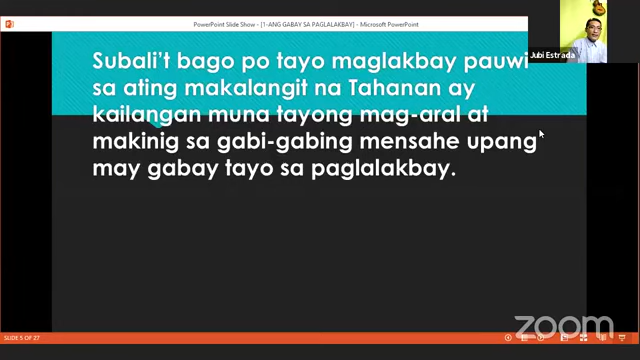 PowerPoint Slide Show - [1-ANG GABAY SA PAGLALAKBAY] - Microsoft PowerPoint
Jubi Estrada
Subali't bago po tayo maglakbay pauwi
sa ating makalangit na Tahanan ay
kailangan muna tayong mag-aral at
makinig sa gabi-gabing mensahe upang
may gabay tayo sa paglalakbay.
zoom
SLIDE 5 OF 27